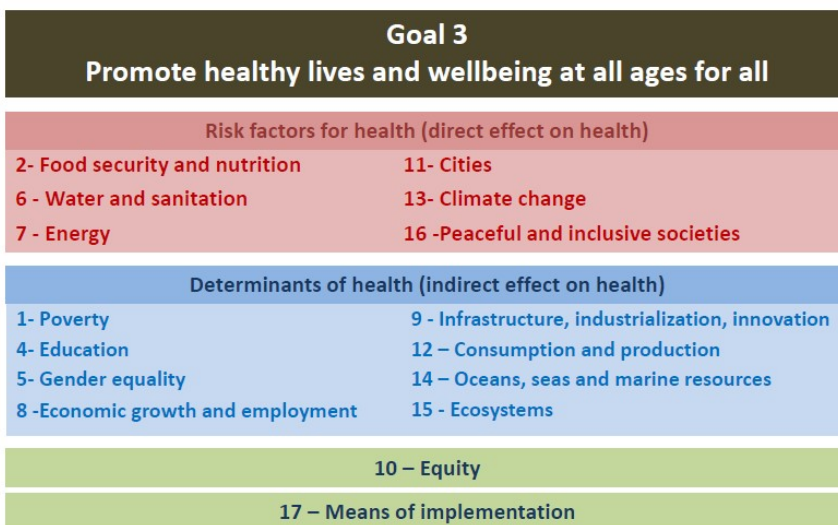 Goal 3
Promote healthy lives and wellbeing at all ages for all
Risk factors for health (direct effect on health)
2- Food security and nutrition
6 - Water and sanitation
7 - Energy
11- Cities
13- Climate change
16 -Peaceful and inclusive societies
Determinants of health (indirect effect on health)
1- Poverty
4- Education
5- Gender equality
8 -Economic growth and employment
9 - Infrastructure, industrialization, innovation
12 – Consumption and production
14 – Oceans, seas and marine resources
15 - Ecosystems
10 – Equity
17 – Means of implementation